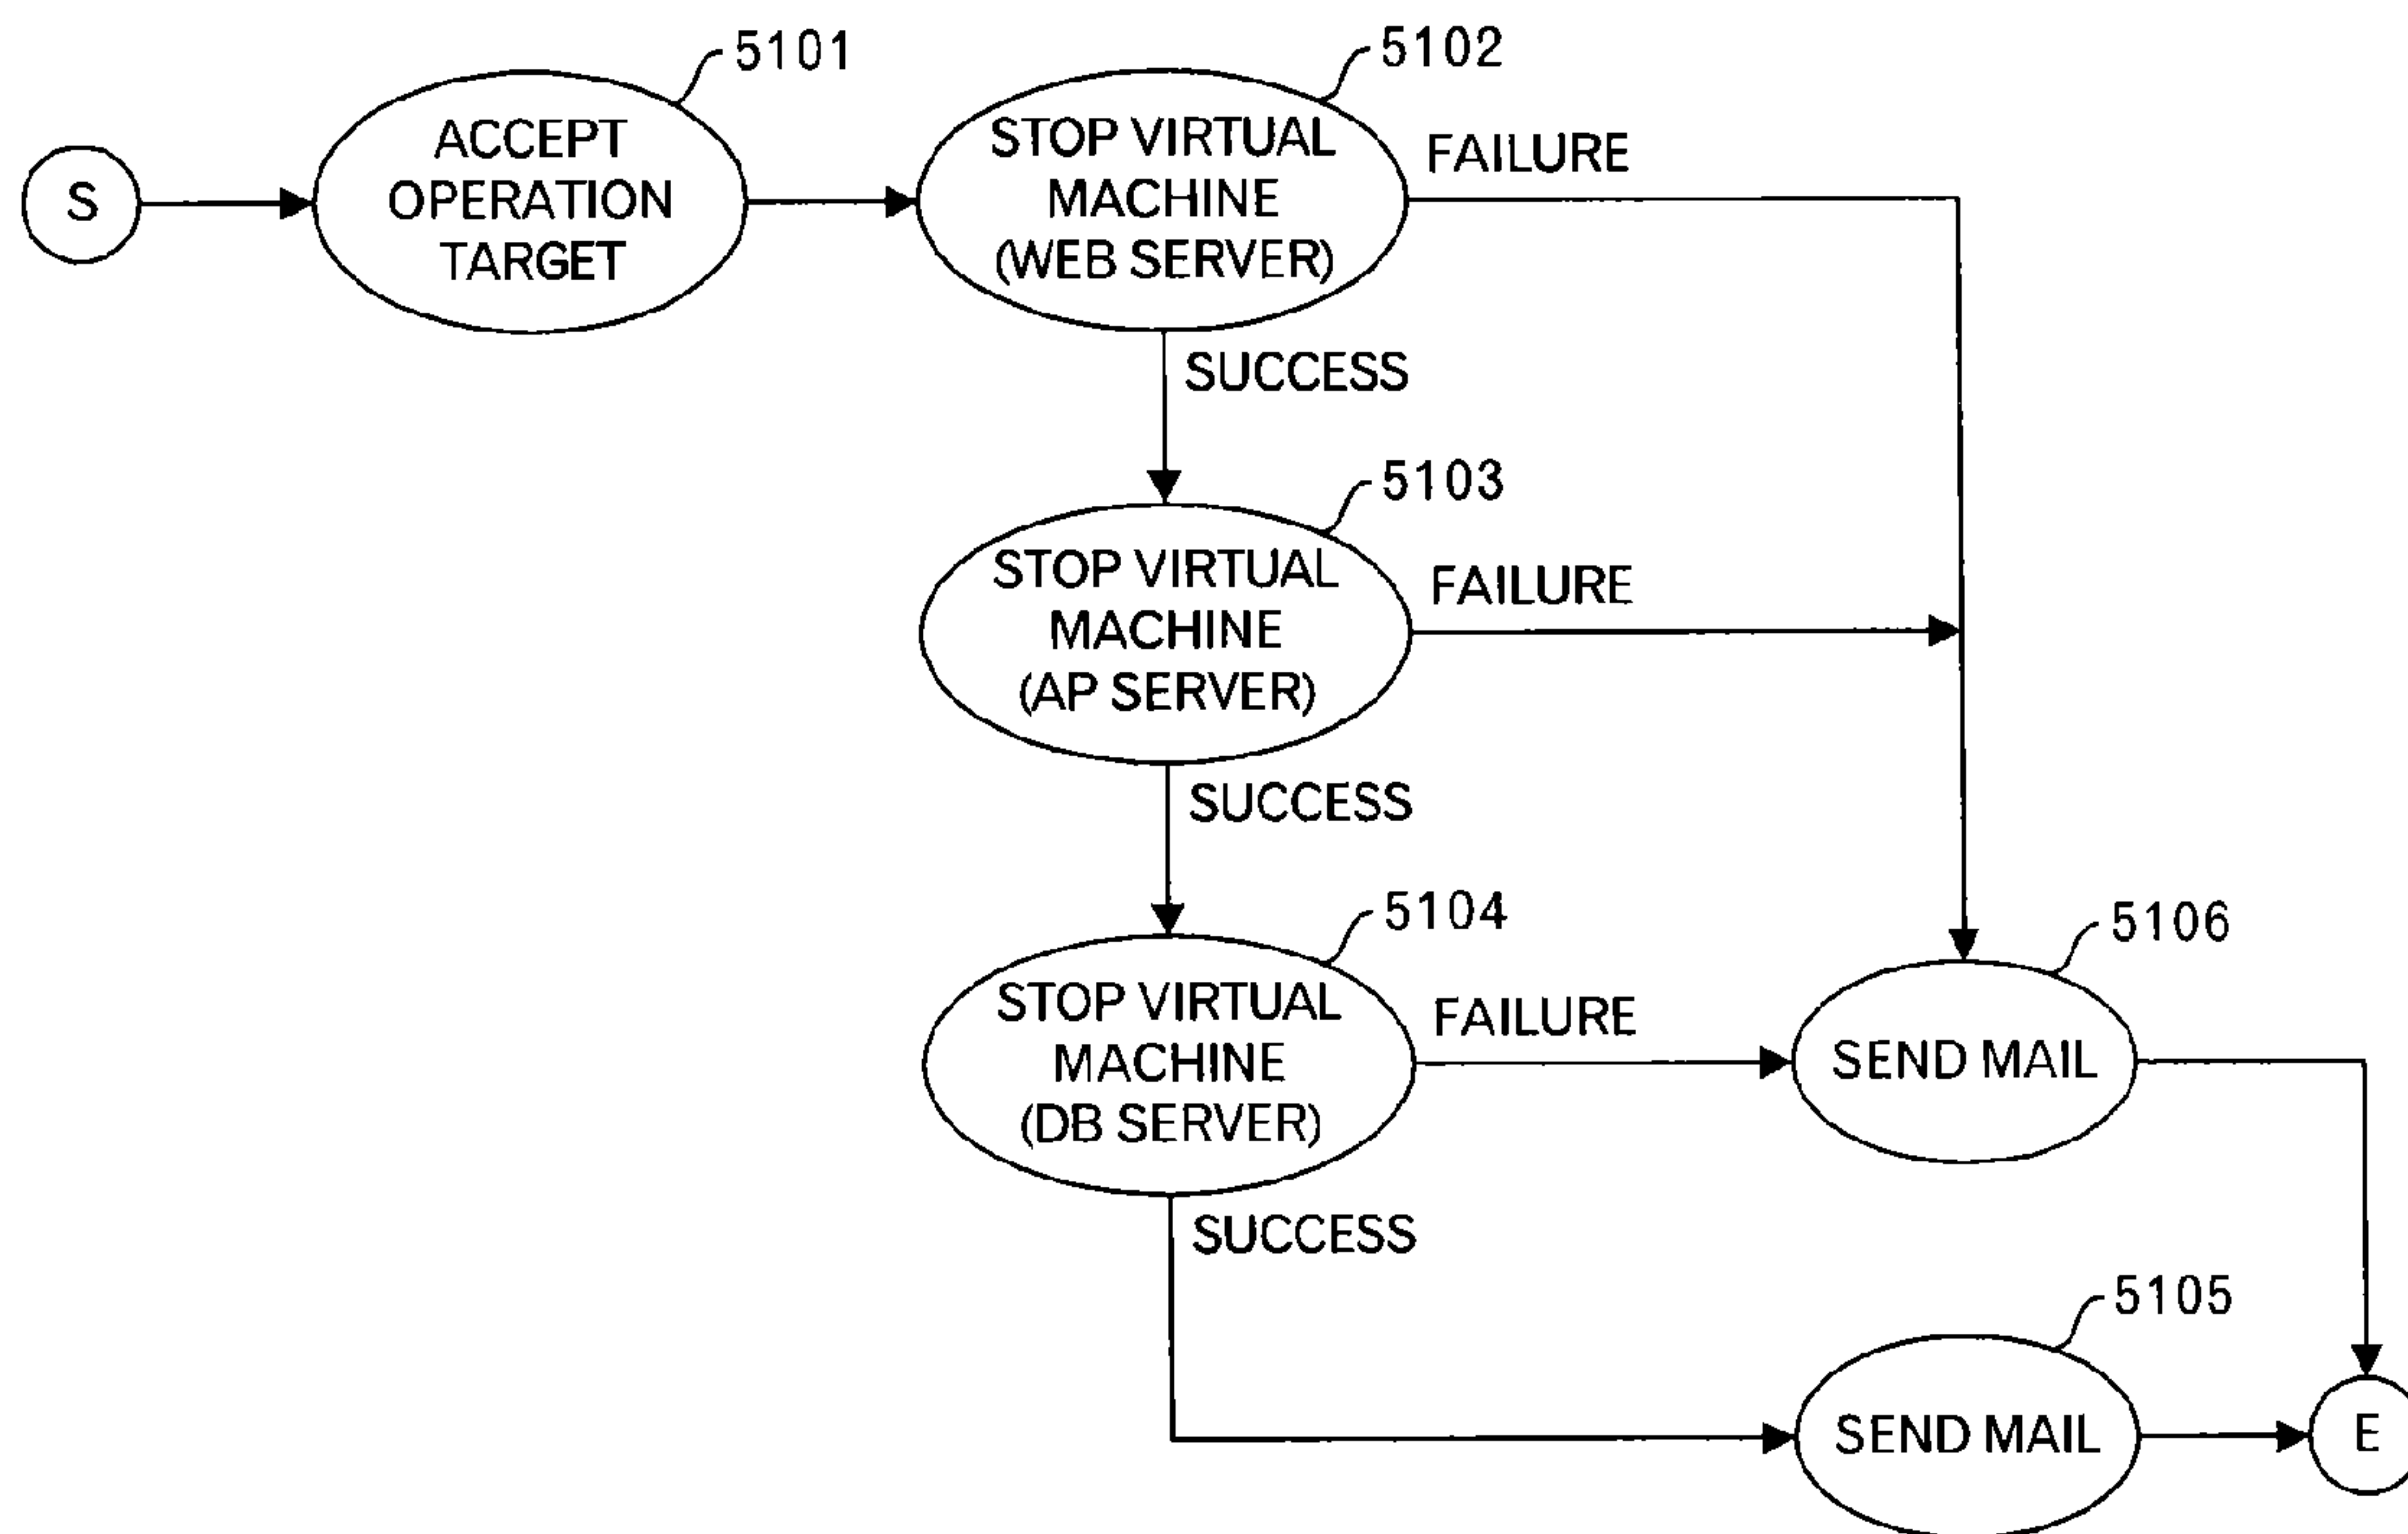 5101
5102
S
ACCEPT
OPERATION
TARGET
STOP VIRTUAL
MACHINE
(WEB SERVER)
FAILURE
SUCCESS
5103
STOP VIRTUAL
MACHINE
(AP SERVER)
FAILURE
SUCCESS
5104
STOP VIRTUAL
MACHINE
(DB SERVER)
FAILURE
5106
SEND MAIL
SUCCESS
5105
SEND MAIL
E